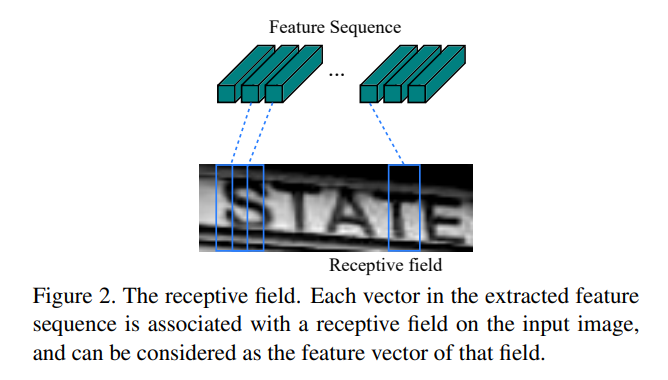 Feature Sequence
...
STATE
Receptive field
Figure 2. The receptive field. Each vector in the extracted feature
sequence is associated with a receptive field on the input image,
and can be considered as the feature vector of that field.